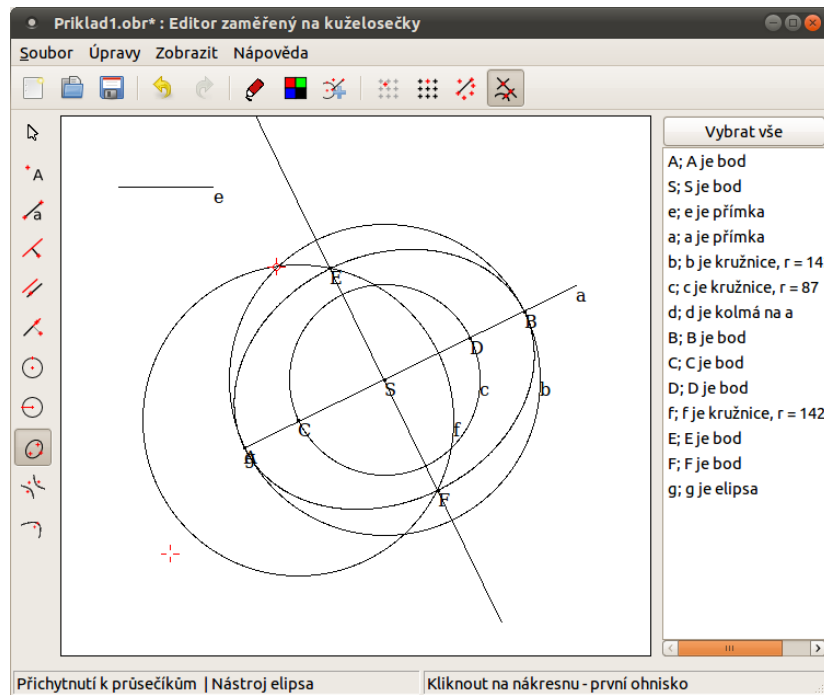 Priklad1.obr* : Editor zaměřený na kuželosečky
Soubor Úpravy Zobrazit Nápověda
A
a
e
E
a
B
D
S
c
b
C
f
A
g
F
Vybrat vše
A; A je bod
S; S je bod
e; e je přímka
a; a je přímka
b; b je kružnice, r = 14
c; c je kružnice, r = 87
d; d je kolmá na a
B; B je bod
C; C je bod
D; D je bod
f; f je kružnice, r = 142
E; E je bod
F; F je bod
g; g je elipsa
Přichytnutí k průsečíkům | Nástroj elipsa
Kliknout na nákresnu - první ohnisko